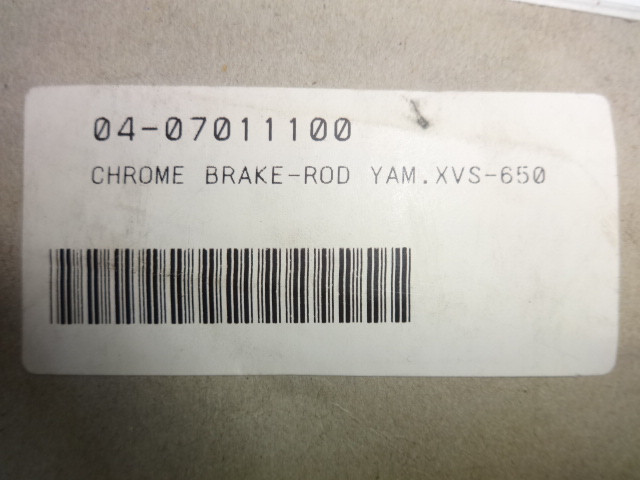 04-07011100
CHROME BRAKE-ROD YAM.XVS-650